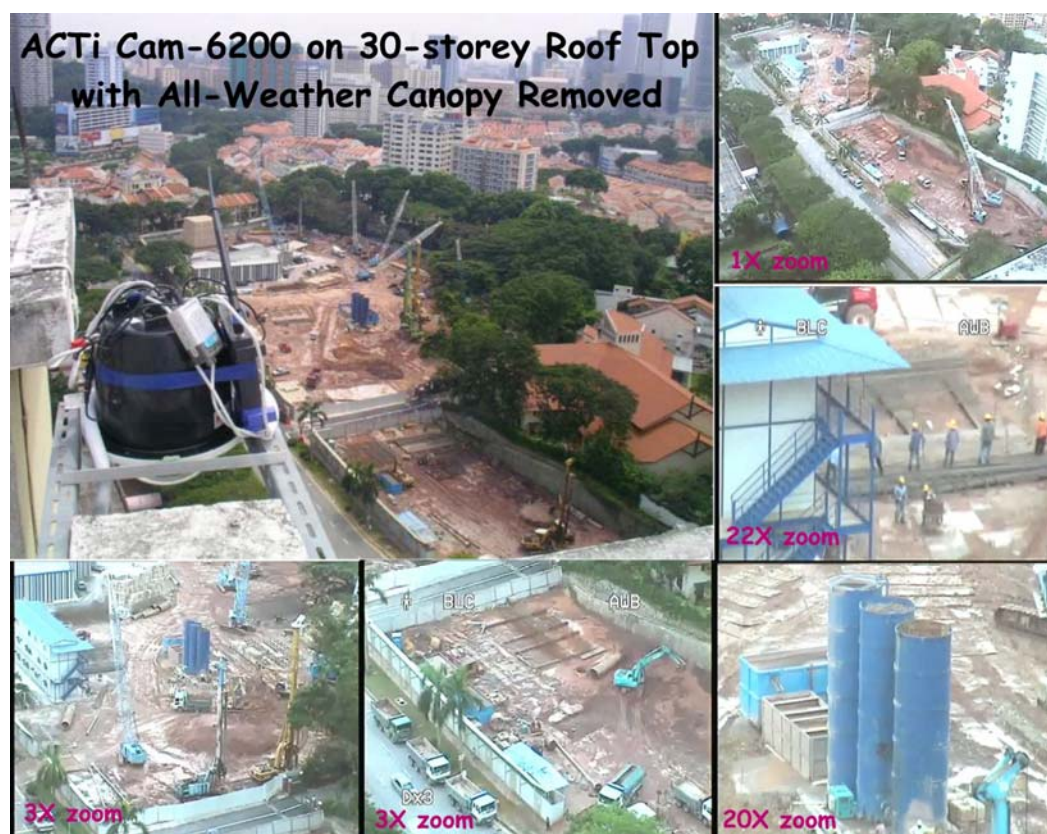 ACTi Cam-6200 on 30-storey Roof Top
with All-Weather Canopy Removed
1X zoom
BLC AWB
22X zoom
3X zoom
BLC AWB
D×3
3X zoom
20X zoom